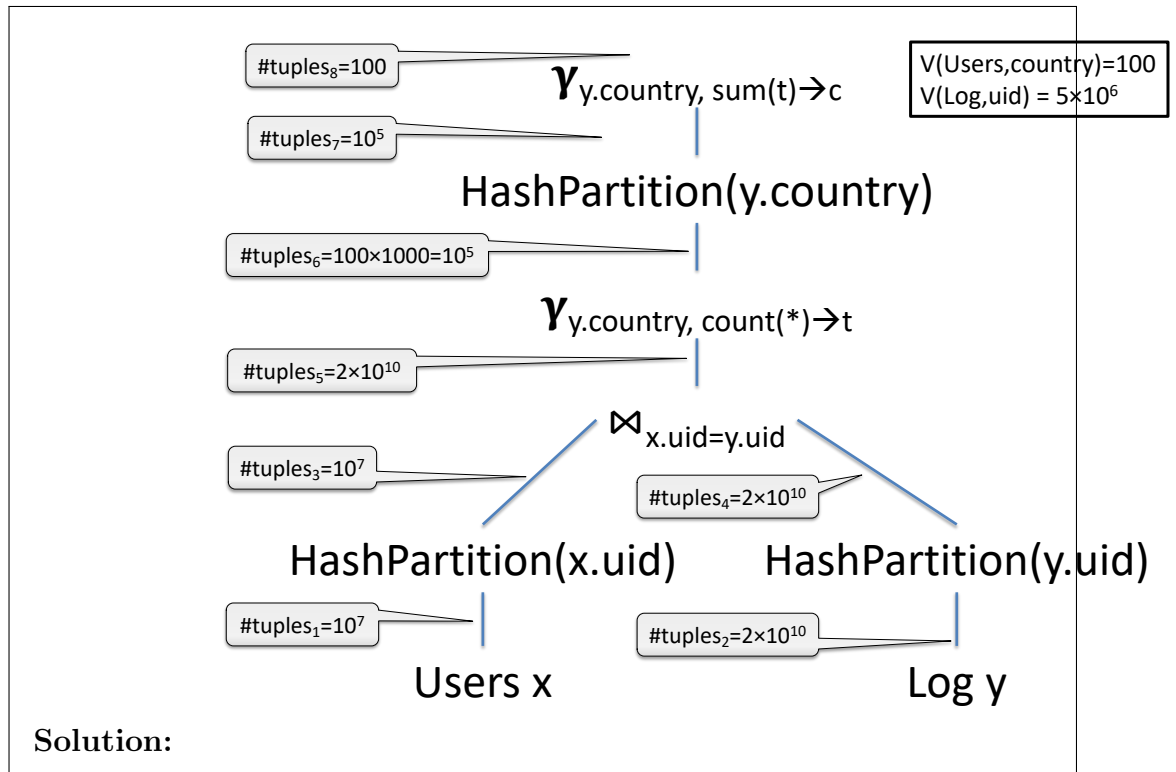 #tuples₈=100
V(Users,country)=100
V(Log,uid) = 5×10⁶
γ y.country, sum(t)→c
#tuples₇=10⁵
HashPartition(y.country)
#tuples₆=100×1000=10⁵
γ y.country, count(*)→t
#tuples₅=2×10¹⁰
⋈ x.uid=y.uid
#tuples₃=10⁷
#tuples₄=2×10¹⁰
HashPartition(x.uid)
HashPartition(y.uid)
#tuples₁=10⁷
#tuples₂=2×10¹⁰
Users x
Log y
Solution: